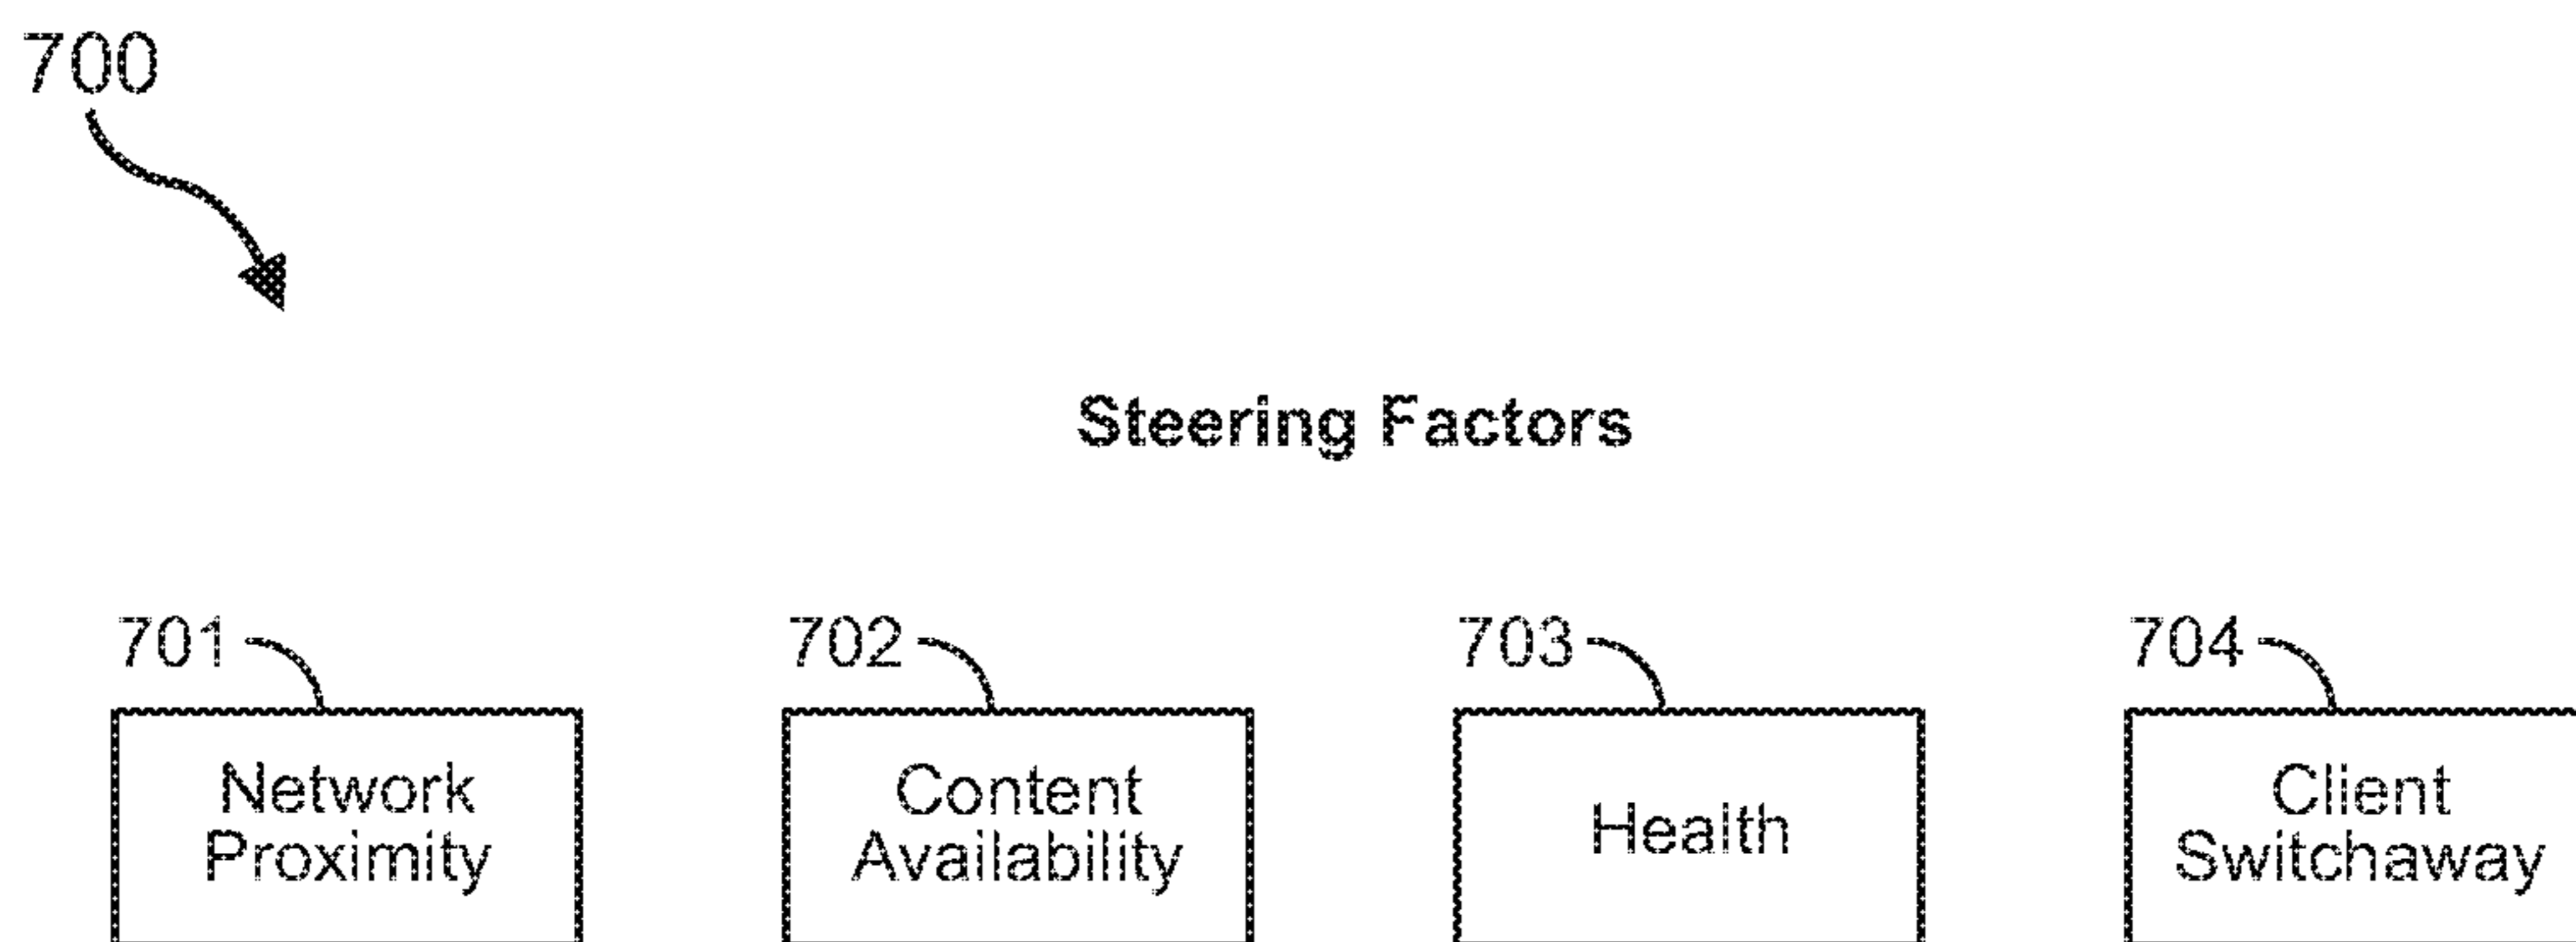 700
Steering Factors
701
702
703
704
Network
Proximity
Content
Availability
Health
Client
Switchaway